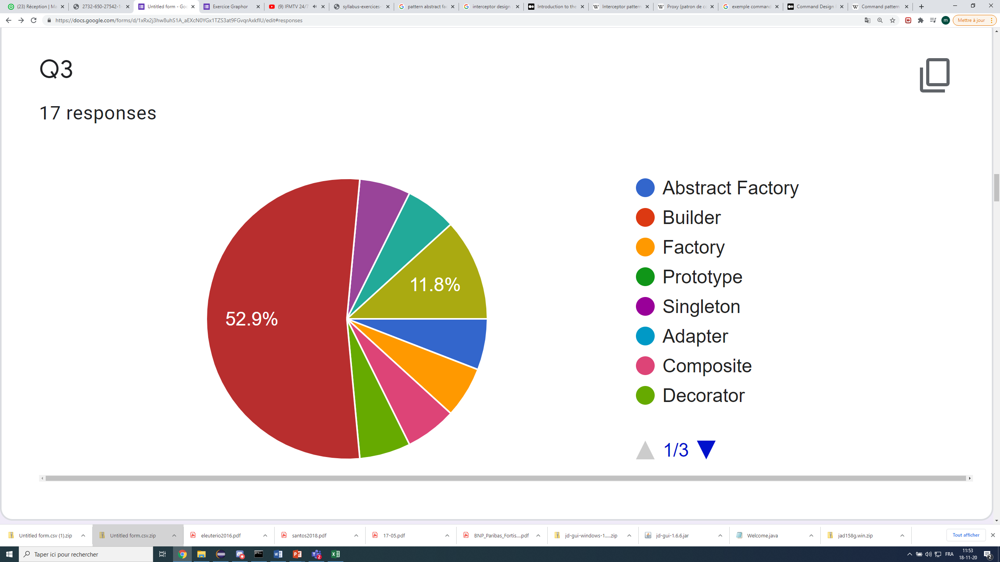 (23) Réception | Ma
2732-650-27542-1-
Untitled form - Goo
Exercice Graphor
(9) IFMTV 24/7
syllabus-exercices-
pattern abstract fac
interceptor design p
Introduction to the
Interceptor pattern
Proxy (patron de co
exemple command
Command Design P
Command pattern
https://docs.google.com/forms/d/1xRx2j3hw8uhS1A_aEXcN0YGx1TZS3at9FGvqrAxkflU/edit#responses
m
Mettre à jour
Q3
17 responses
52.9%
11.8%
Abstract Factory
Builder
Factory
Prototype
Singleton
Adapter
Composite
Decorator
1/3
Untitled form.csv (1).zip
Untitled form.csv.zip
eleuterio2016.pdf
santos2018.pdf
17-05.pdf
BNP_Paribas_Fortis....pdf
jd-gui-windows-1.....zip
jd-gui-1.6.6.jar
Welcome.java
jad158g.win.zip
Tout afficher
Taper ici pour rechercher
2
FRA
11:53
18-11-20
2